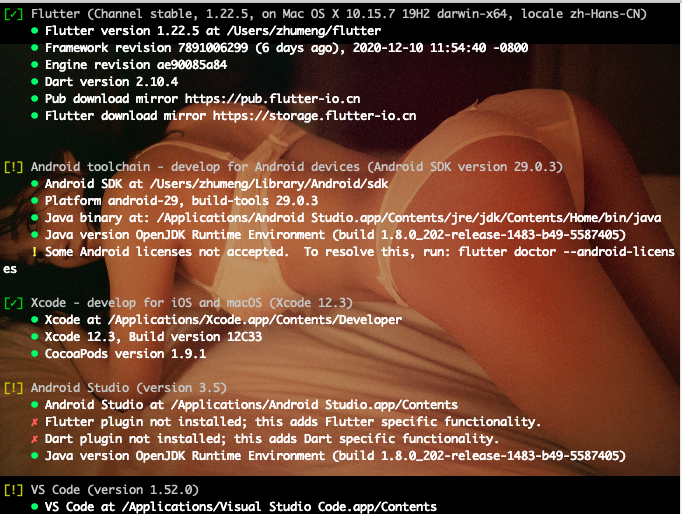 [✓] Flutter (Channel stable, 1.22.5, on Mac OS X 10.15.7 19H2 darwin-x64, locale zh-Hans-CN)
• Flutter version 1.22.5 at /Users/zhumeng/flutter
• Framework revision 7891006299 (6 days ago), 2020-12-10 11:54:40 -0800
• Engine revision ae90085a84
• Dart version 2.10.4
• Pub download mirror https://pub.flutter-io.cn
• Flutter download mirror https://storage.flutter-io.cn
[!] Android toolchain - develop for Android devices (Android SDK version 29.0.3)
• Android SDK at /Users/zhumeng/Library/Android/sdk
• Platform android-29, build-tools 29.0.3
• Java binary at: /Applications/Android Studio.app/Contents/jre/jdk/Contents/Home/bin/java
• Java version OpenJDK Runtime Environment (build 1.8.0_202-release-1483-b49-5587405)
! Some Android licenses not accepted.  To resolve this, run: flutter doctor --android-licens
es
[✓] Xcode - develop for iOS and macOS (Xcode 12.3)
• Xcode at /Applications/Xcode.app/Contents/Developer
• Xcode 12.3, Build version 12C33
• CocoaPods version 1.9.1
[!] Android Studio (version 3.5)
• Android Studio at /Applications/Android Studio.app/Contents
✗ Flutter plugin not installed; this adds Flutter specific functionality.
✗ Dart plugin not installed; this adds Dart specific functionality.
• Java version OpenJDK Runtime Environment (build 1.8.0_202-release-1483-b49-5587405)
[!] VS Code (version 1.52.0)
• VS Code at /Applications/Visual Studio Code.app/Contents